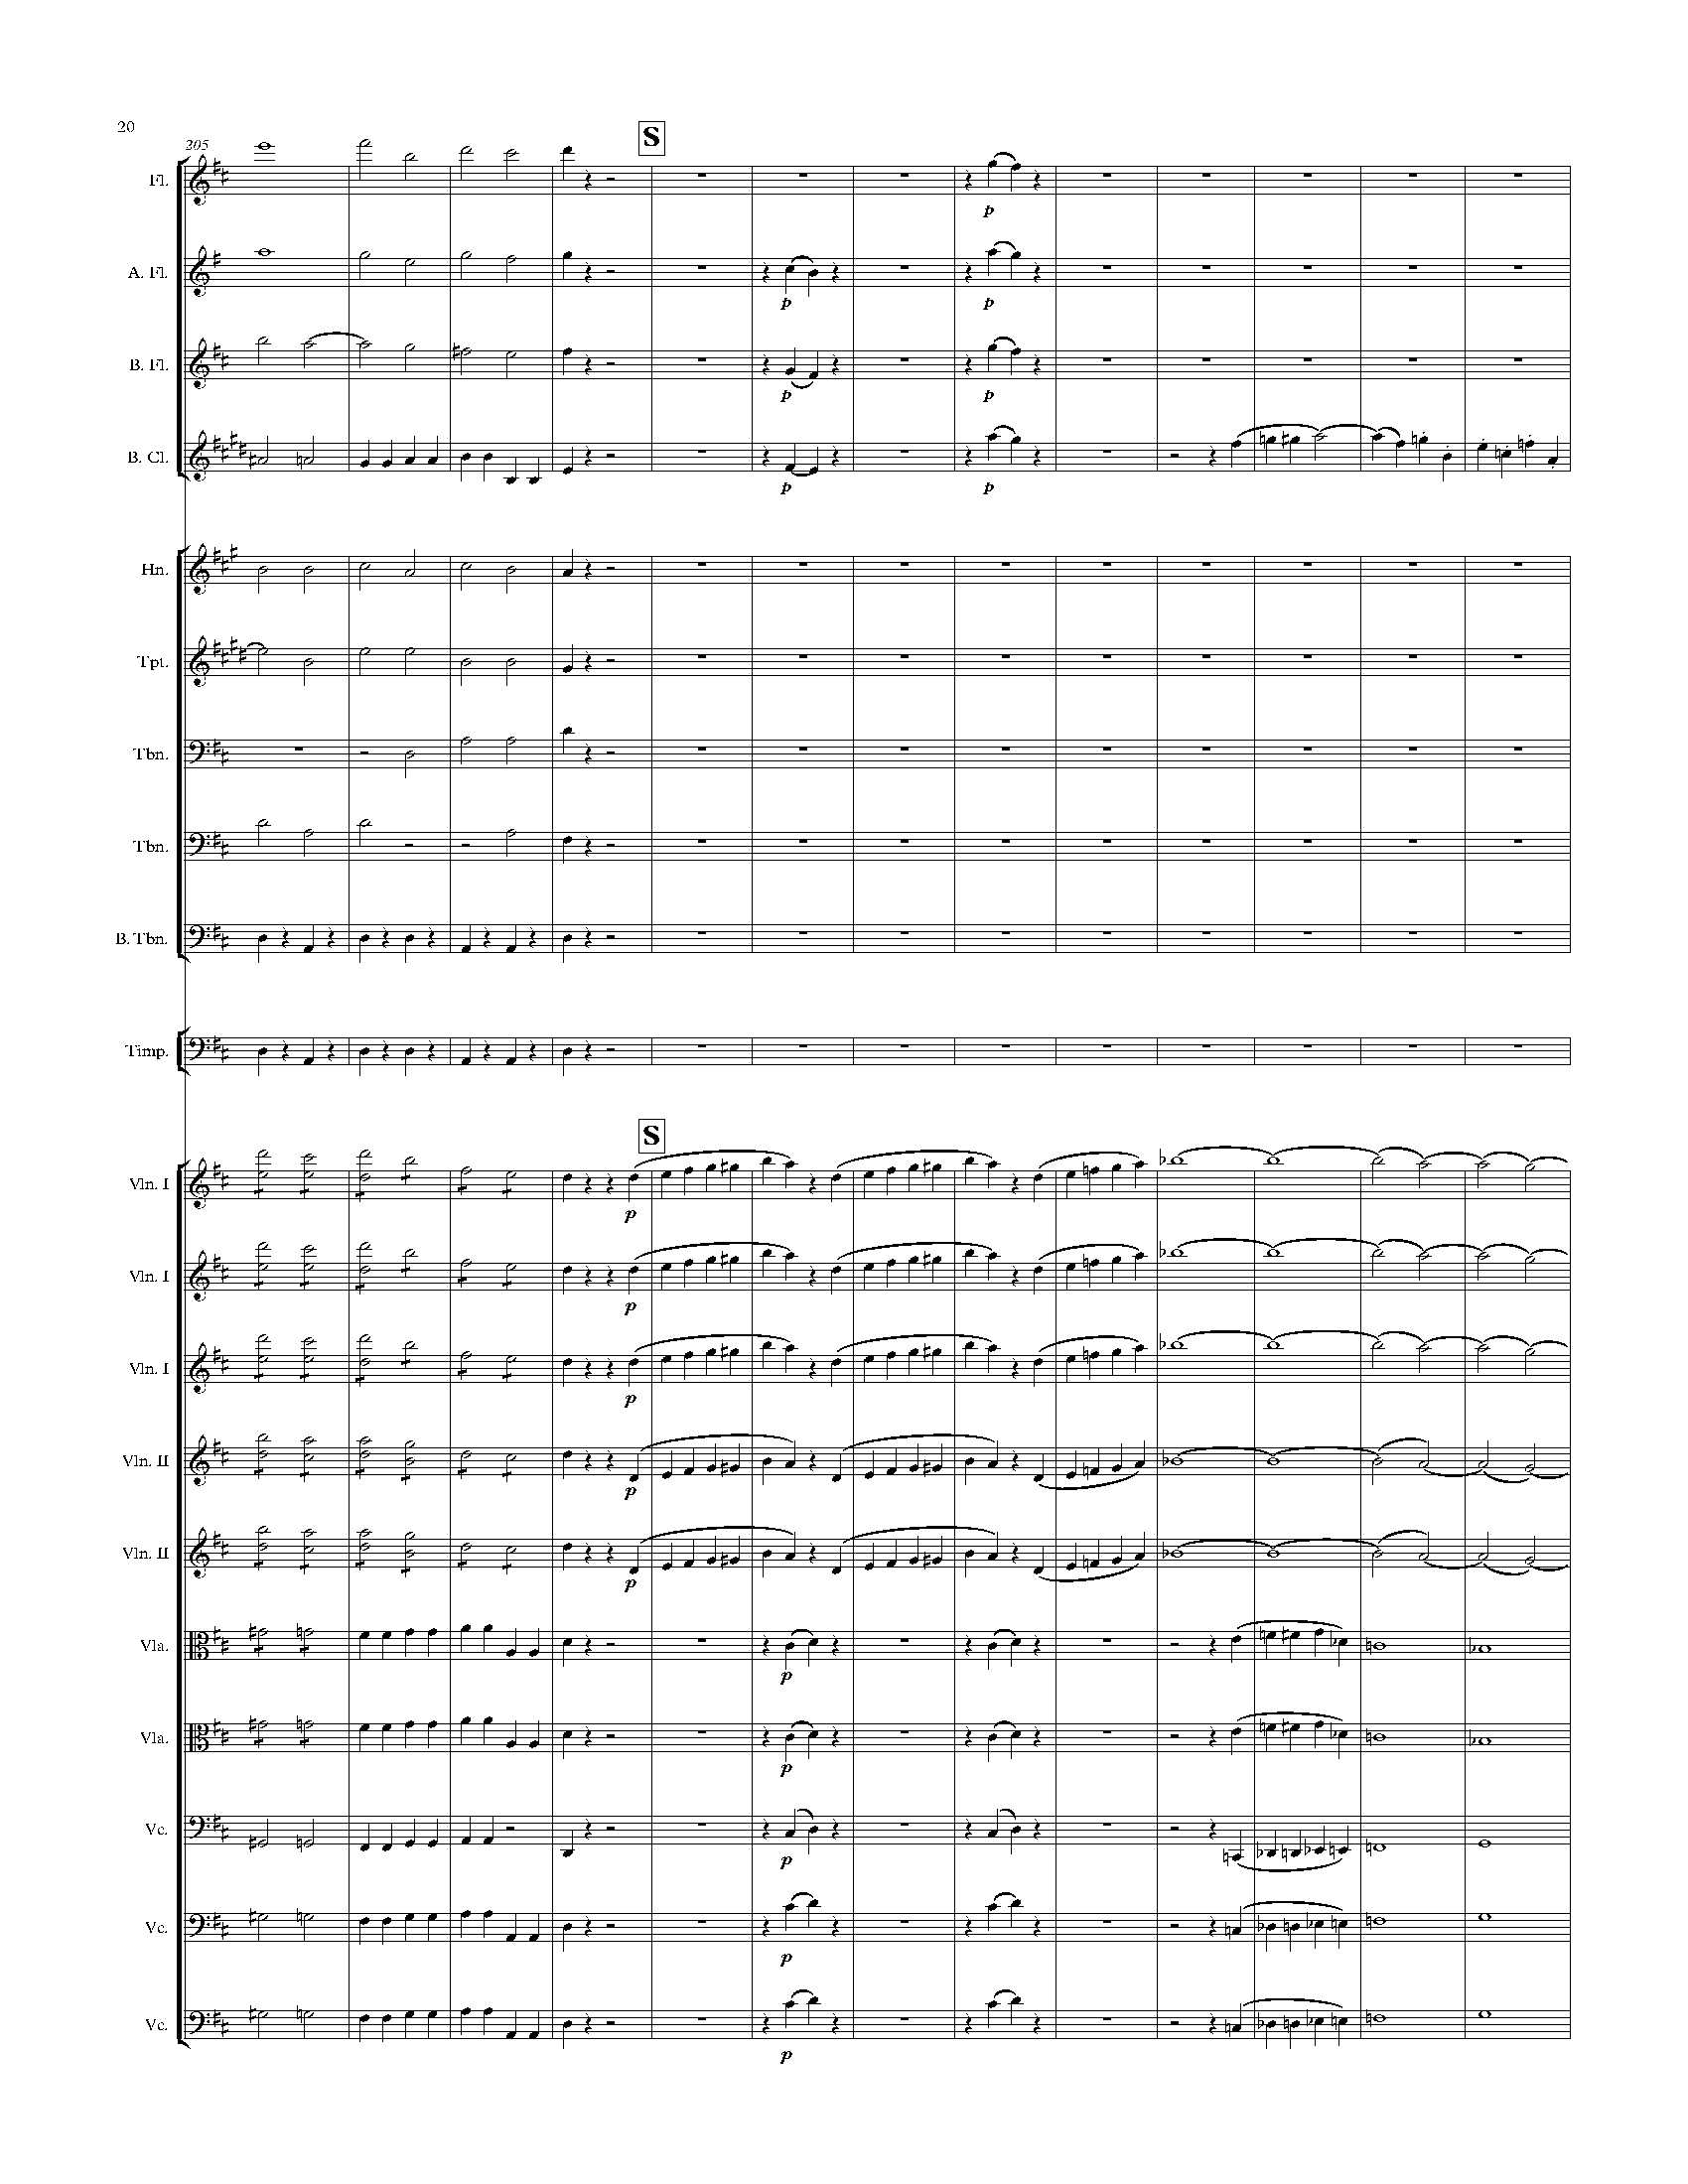 20
205
S
Fl.
p
A. Fl.
p
p
B. Fl.
p
p
B. Cl.
p
p
Hn.
Tpt.
Tbn.
Tbn.
B. Tbn.
Timp.
S
Vln. I
p
Vln. I
p
Vln. I
p
Vln. II
p
Vln. II
p
Vla.
p
Vla.
p
Vc.
p
Vc.
p
Vc.
p